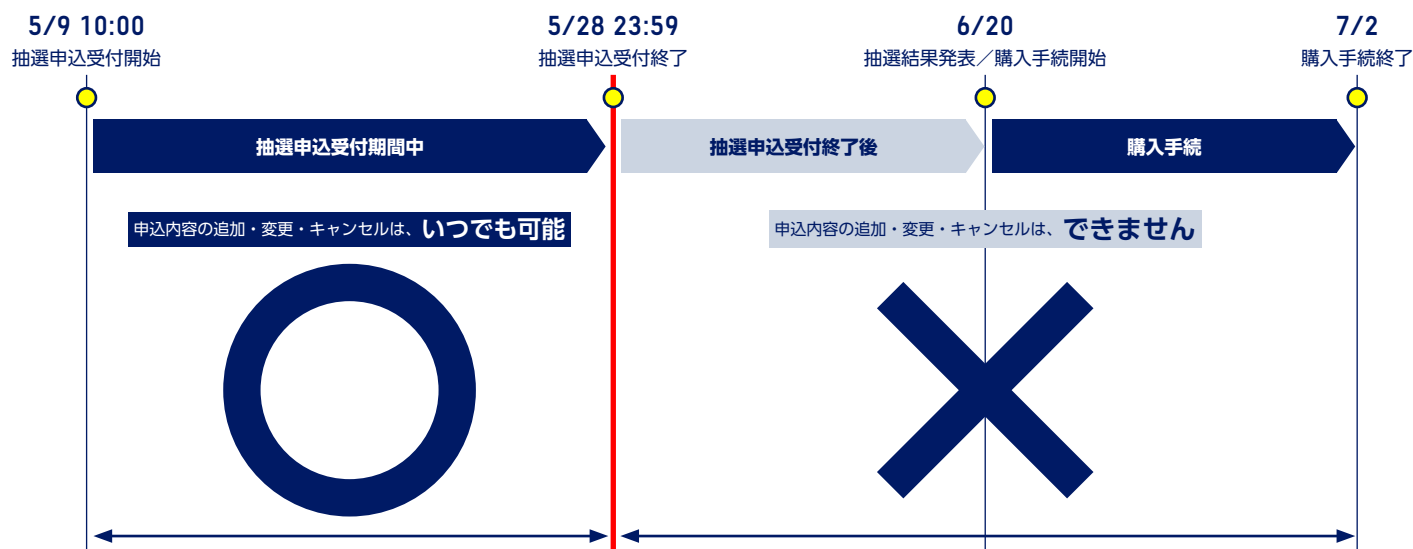 5/9 10:00
抽選申込受付開始
5/28 23:59
抽選申込受付終了
6/20
抽選結果発表／購入手続開始
7/2
購入手続終了
抽選申込受付期間中
抽選申込受付終了後
購入手続
申込内容の追加・変更・キャンセルは、いつでも可能
申込内容の追加・変更・キャンセルは、できません